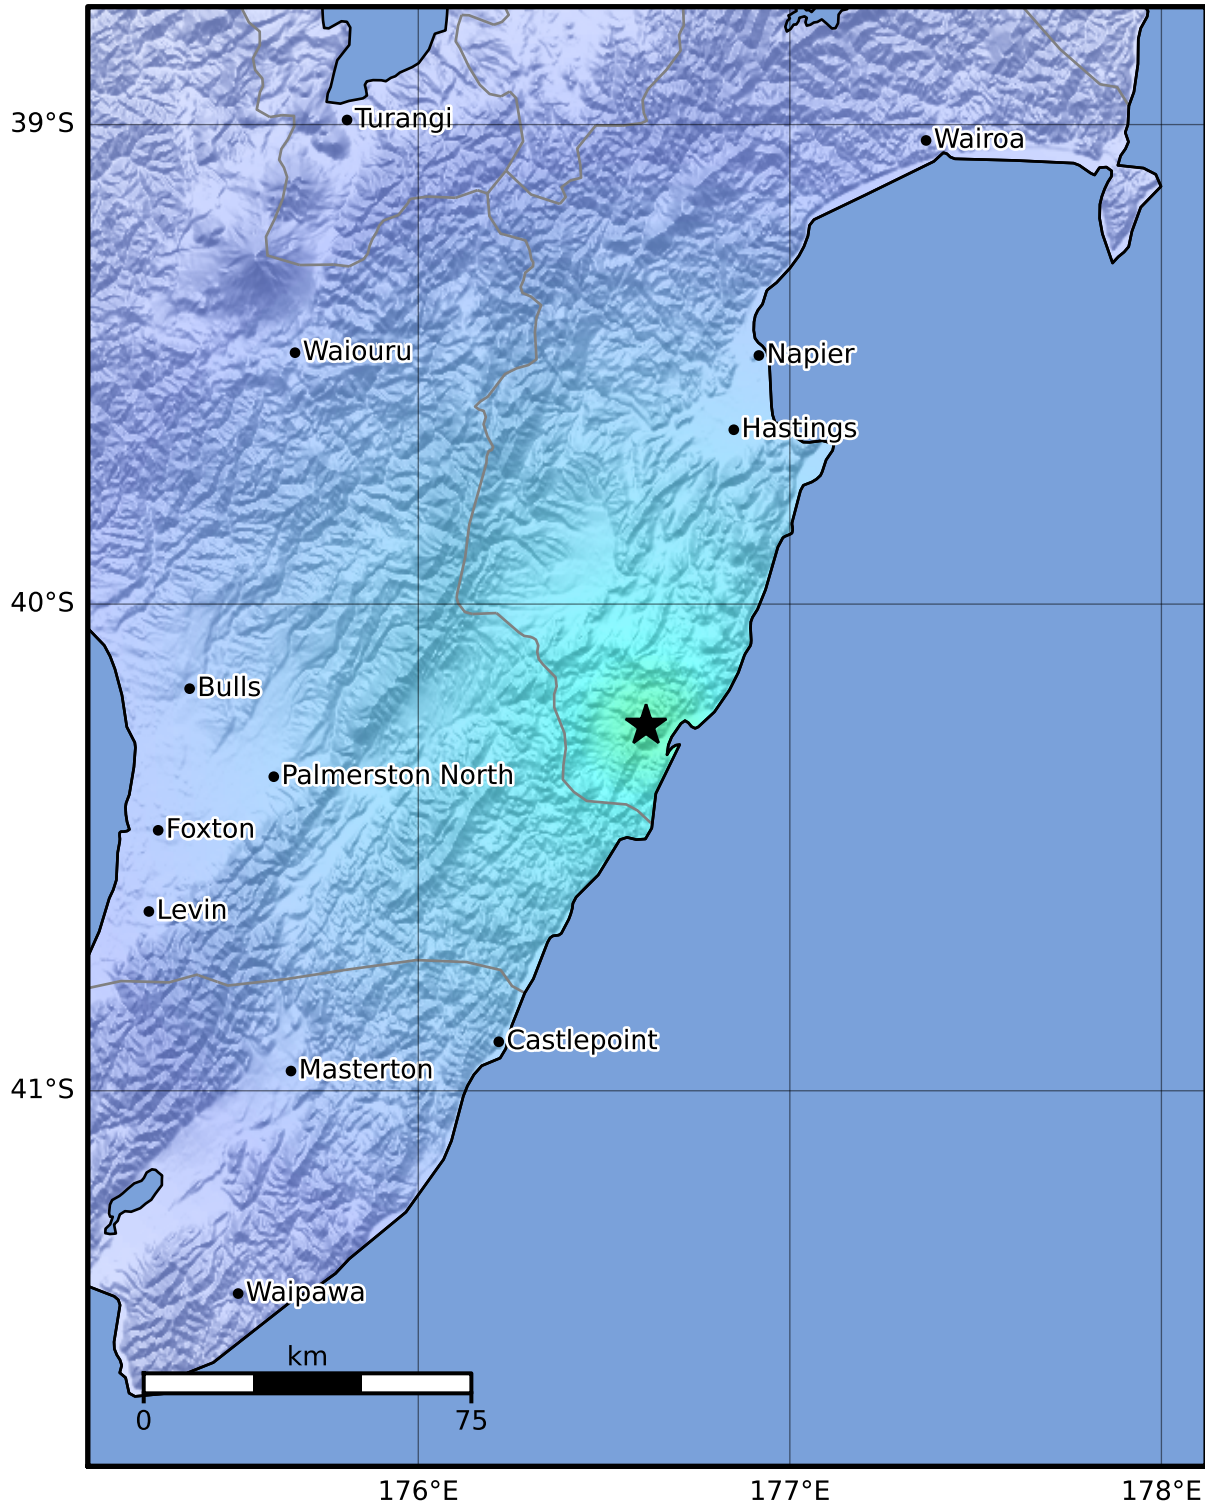 39°S
Turangi
Wairoa
Waiouru
Napier
Hastings
40°S
Bulls
Palmerston North
Foxton
Levin
Castlepoint
Masterton
41°S
Waipawa
km
0 75
176°E 177°E 178°E